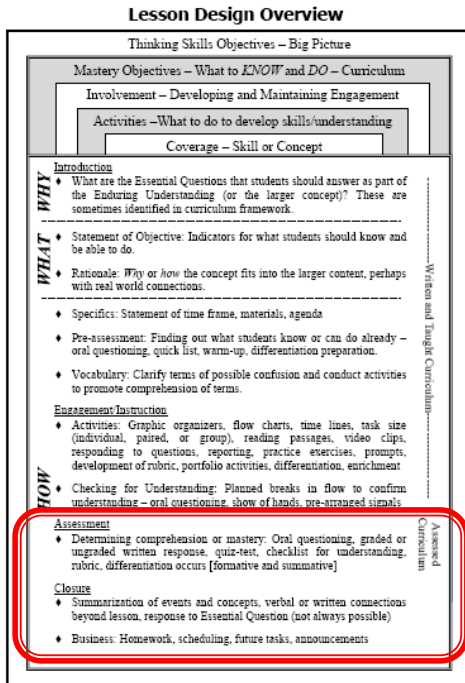 Lesson Design Overview
Thinking Skills Objectives – Big Picture
Mastery Objectives – What to KNOW and DO – Curriculum
Involvement – Developing and Maintaining Engagement
Activities –What to do to develop skills/understanding
Coverage – Skill or Concept
WHY
Introduction
♦ What are the Essential Questions that students should answer as part of
the Enduring Understanding (or the larger concept)? These are
sometimes identified in curriculum framework.
WHAT
♦ Statement of Objective: Indicators for what students should know and
be able to do.
♦ Rationale: Why or how the concept fits into the larger content, perhaps
with real world connections.
HOW
♦ Specifics: Statement of time frame, materials, agenda
♦ Pre-assessment: Finding out what students know or can do already –
oral questioning, quick list, warm-up, differentiation preparation.
♦ Vocabulary: Clarify terms of possible confusion and conduct activities
to promote comprehension of terms.
Engagement/Instruction
♦ Activities: Graphic organizers, flow charts, time lines, task size
(individual, paired, or group), reading passages, video clips,
responding to questions, reporting, practice exercises, prompts,
development of rubric, portfolio activities, differentiation, enrichment
♦ Checking for Understanding: Planned breaks in flow to confirm
understanding – oral questioning, show of hands, pre-arranged signals
Written and Taught Curriculum
Assessment
♦ Determining comprehension or mastery: Oral questioning, graded or
ungraded written response, quiz-test, checklist for understanding,
rubric, differentiation occurs [formative and summative]
Closure
♦ Summarization of events and concepts, verbal or written connections
beyond lesson, response to Essential Question (not always possible)
♦ Business: Homework, scheduling, future tasks, announcements
Assessed
Curriculum